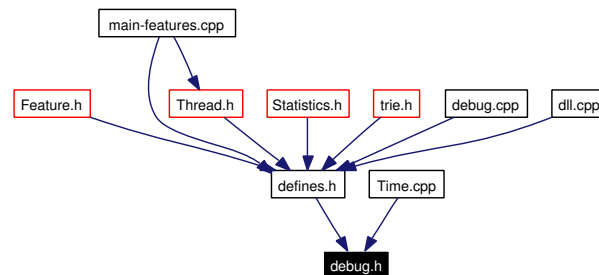 main-features.cpp
Feature.h
Thread.h
Statistics.h
trie.h
debug.cpp
dll.cpp
defines.h
Time.cpp
debug.h